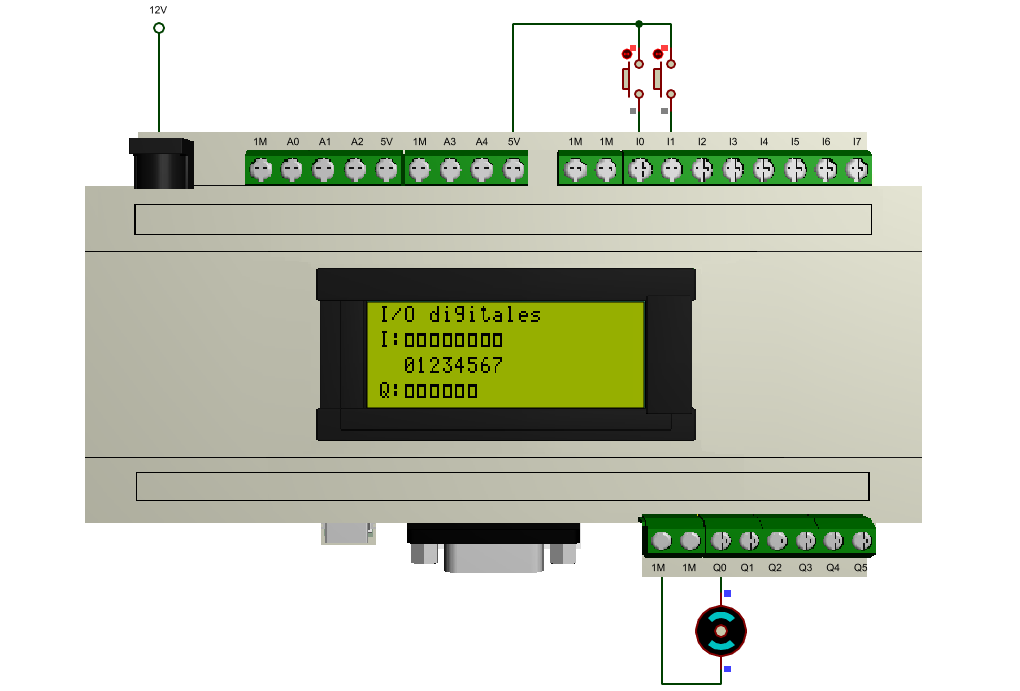 12V
1M A0 A1 A2 5V 1M A3 A4 5V 1M 1M I0 I1 I2 I3 I4 I5 I6 I7
I/O digitales
I:
01234567
Q:
1M 1M Q0 Q1 Q2 Q3 Q4 Q5